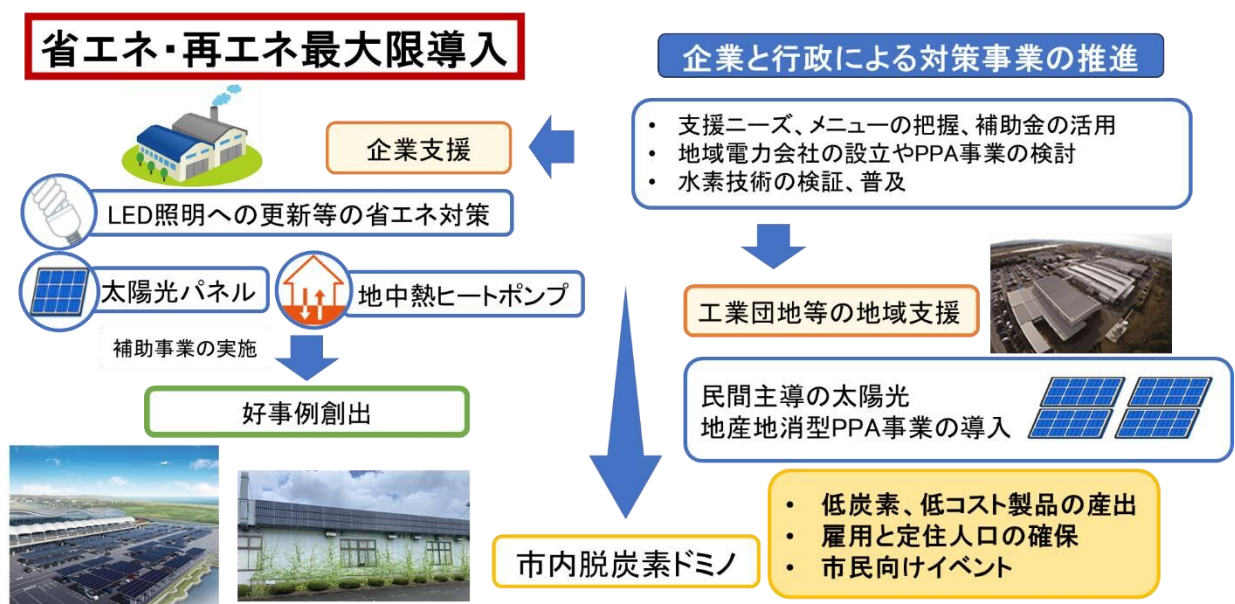 省エネ・再エネ最大限導入
企業と行政による対策事業の推進
• 支援ニーズ、メニューの把握、補助金の活用
• 地域電力会社の設立やPPA事業の検討
• 水素技術の検証、普及
企業支援
LED照明への更新等の省エネ対策
太陽光パネル
地中熱ヒートポンプ
補助事業の実施
好事例創出
工業団地等の地域支援
民間主導の太陽光
地産地消型PPA事業の導入
市内脱炭素ドミノ
• 低炭素、低コスト製品の産出
• 雇用と定住人口の確保
• 市民向けイベント